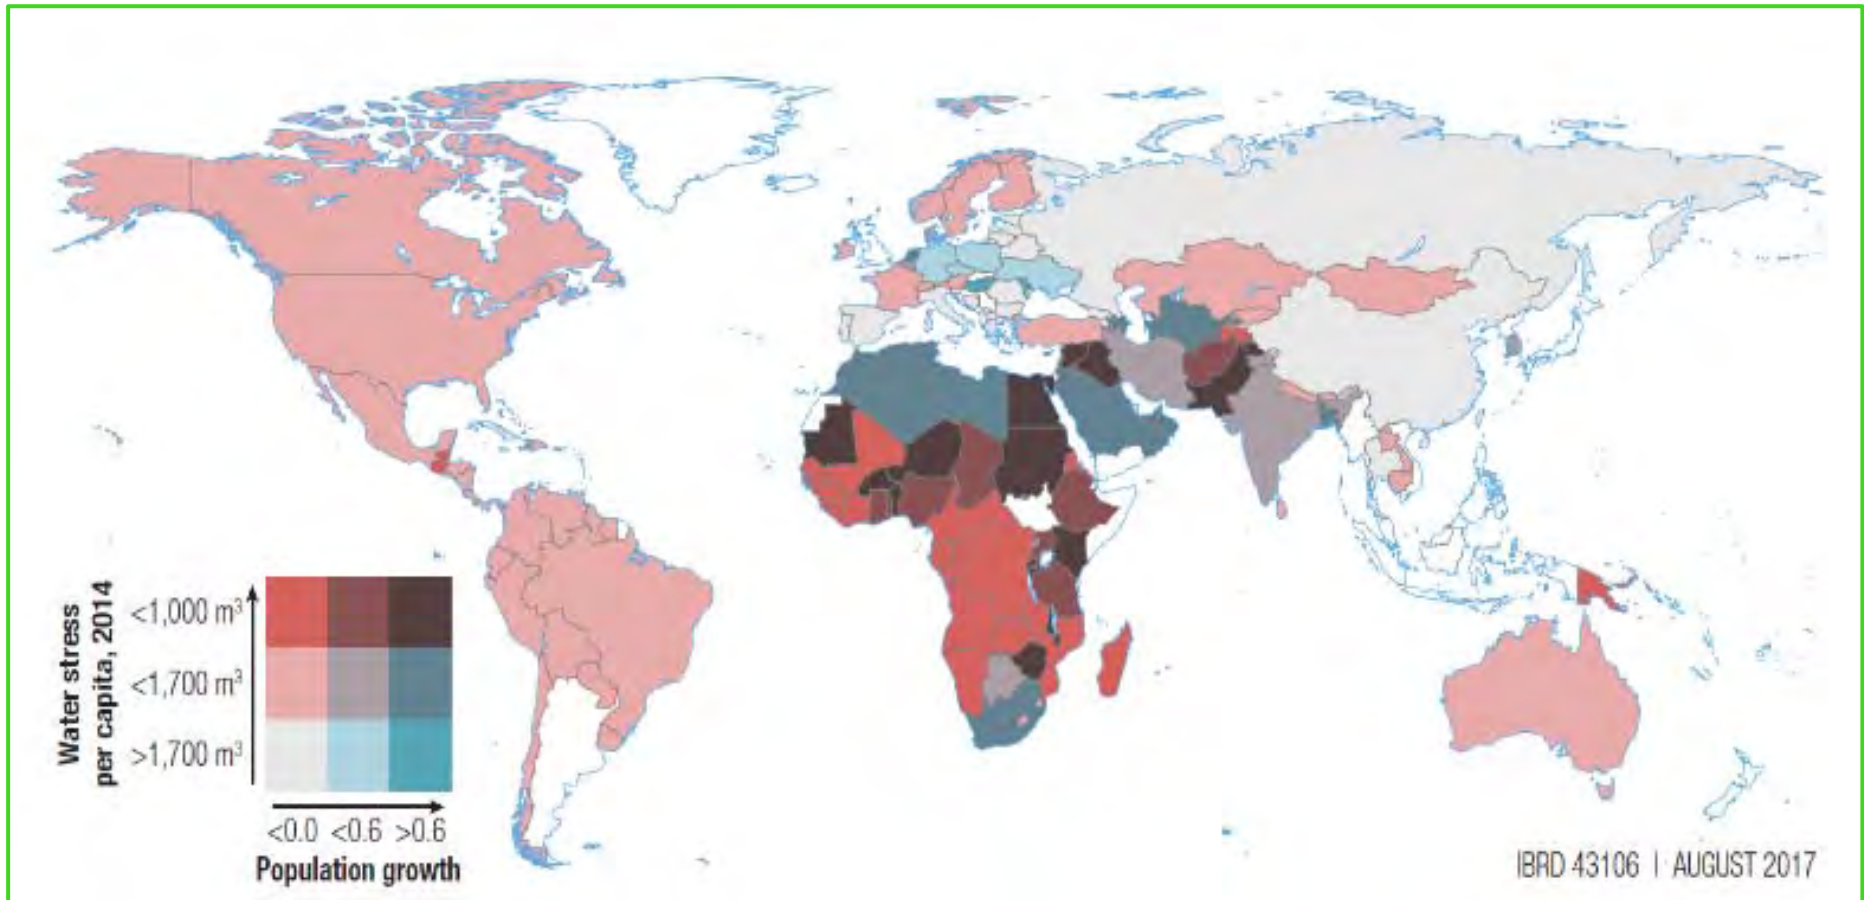 Water stress
per capita, 2014
<1,000 m³
<1,700 m³
>1,700 m³
<0.0 <0.6 >0.6
Population growth
IBRD 43106 | AUGUST 2017